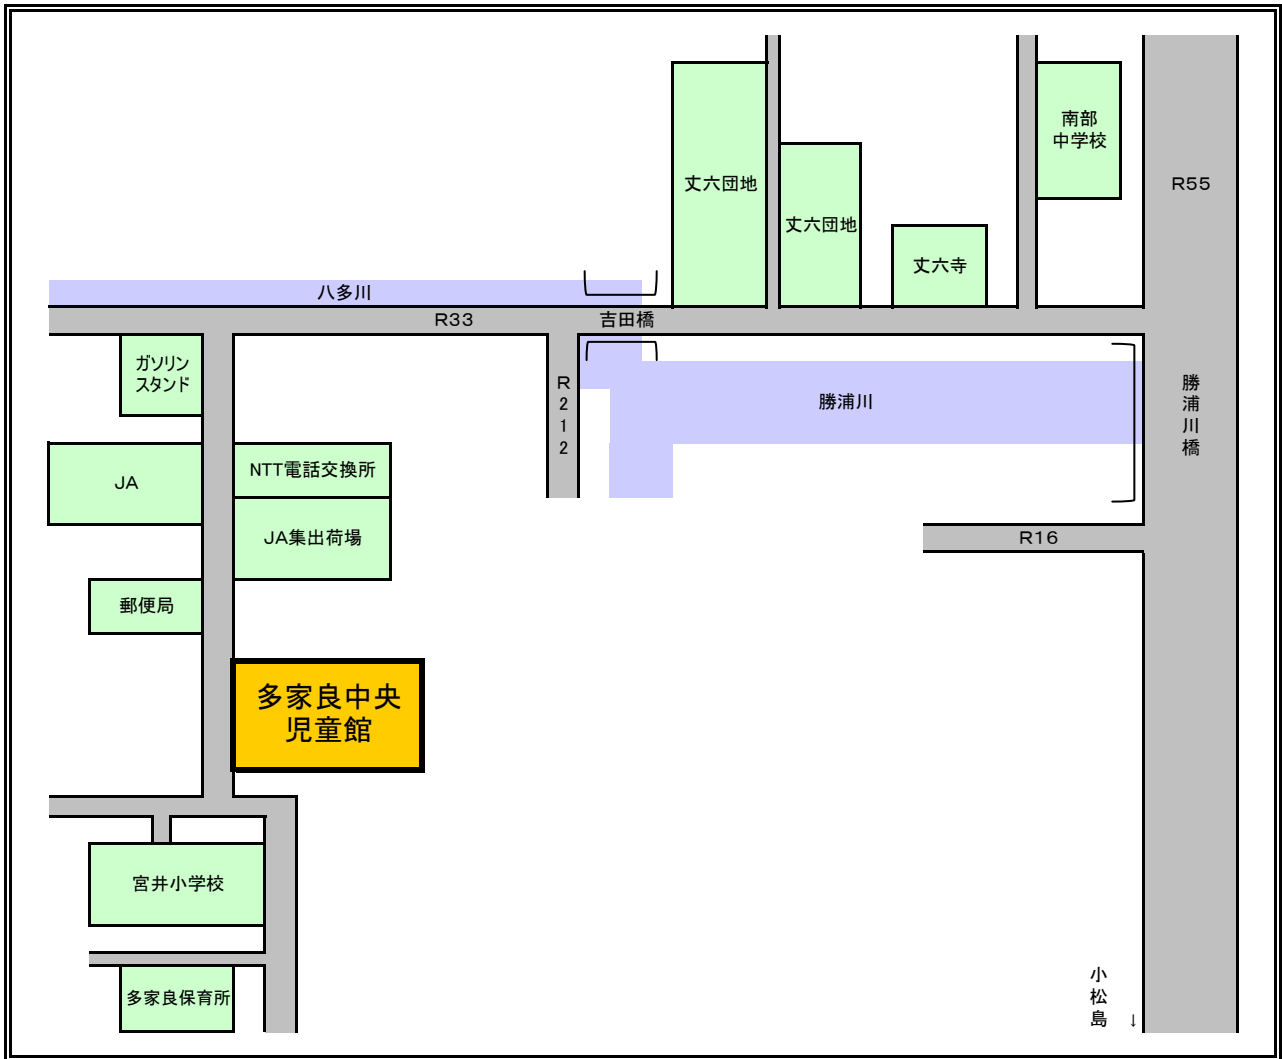 南部
中学校
丈六団地
R55
丈六団地
丈六寺
八多川
R33
吉田橋
ガソリン
スタンド
R212
勝浦川
勝浦川橋
NTT電話交換所
JA
JA集出荷場
R16
郵便局
多家良中央
児童館
宮井小学校
多家良保育所
小松島 ↓